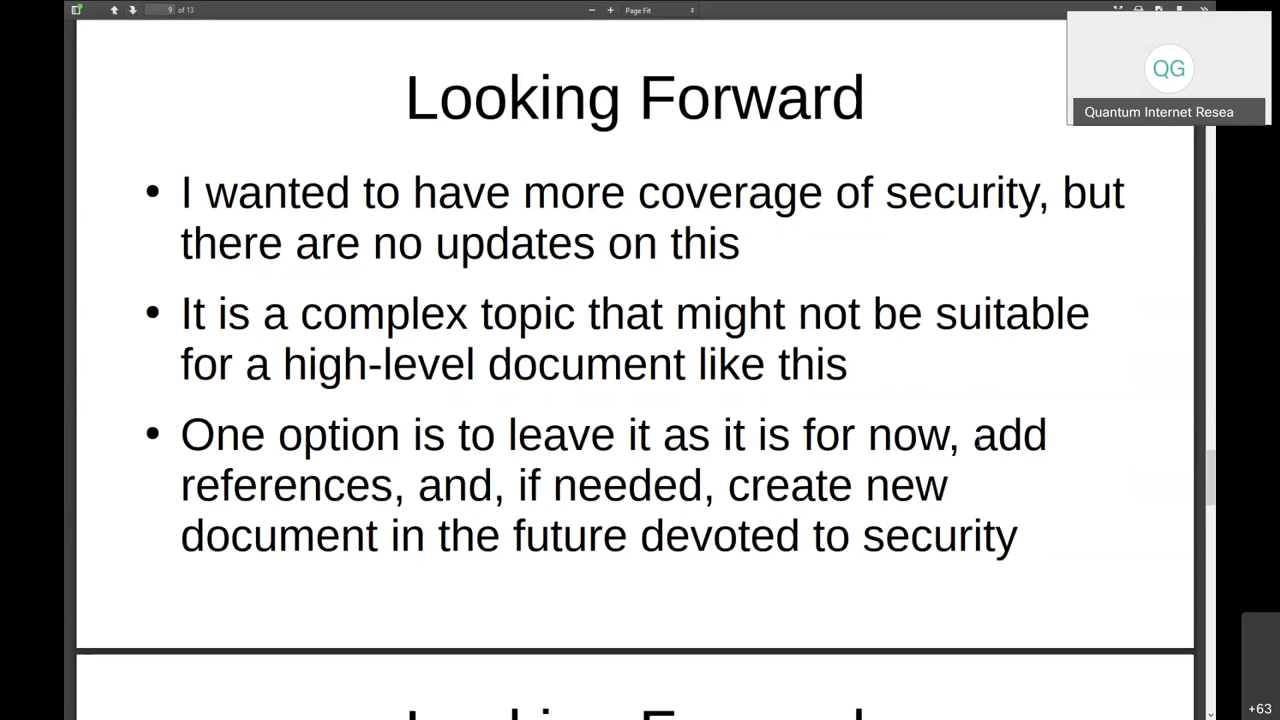 9 of 13
Page Fit
QG
Quantum Internet Resea
Looking Forward
• I wanted to have more coverage of security, but
there are no updates on this
• It is a complex topic that might not be suitable
for a high-level document like this
• One option is to leave it as it is for now, add
references, and, if needed, create new
document in the future devoted to security
+63